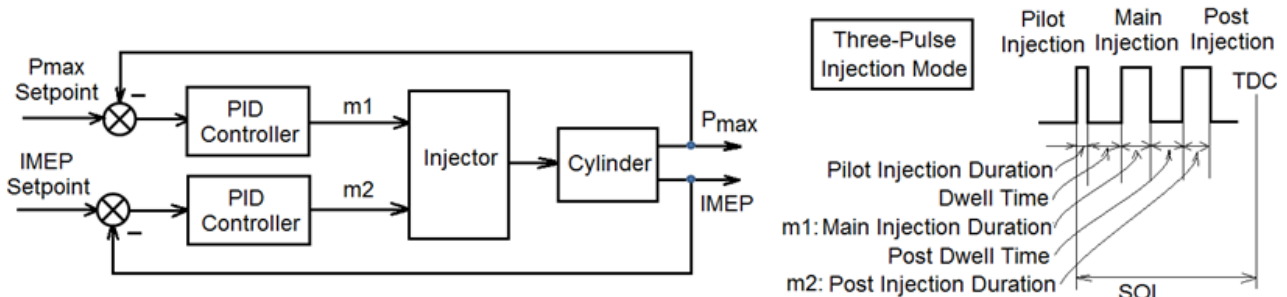 Pmax
Setpoint
PID
Controller
m1
IMEP
Setpoint
PID
Controller
m2
Injector
Cylinder
Pmax
IMEP
Three-Pulse
Injection Mode
Pilot
Injection
Main
Injection
Post
Injection
TDC
Pilot Injection Duration
Dwell Time
m1: Main Injection Duration
Post Dwell Time
m2: Post Injection Duration
SOI